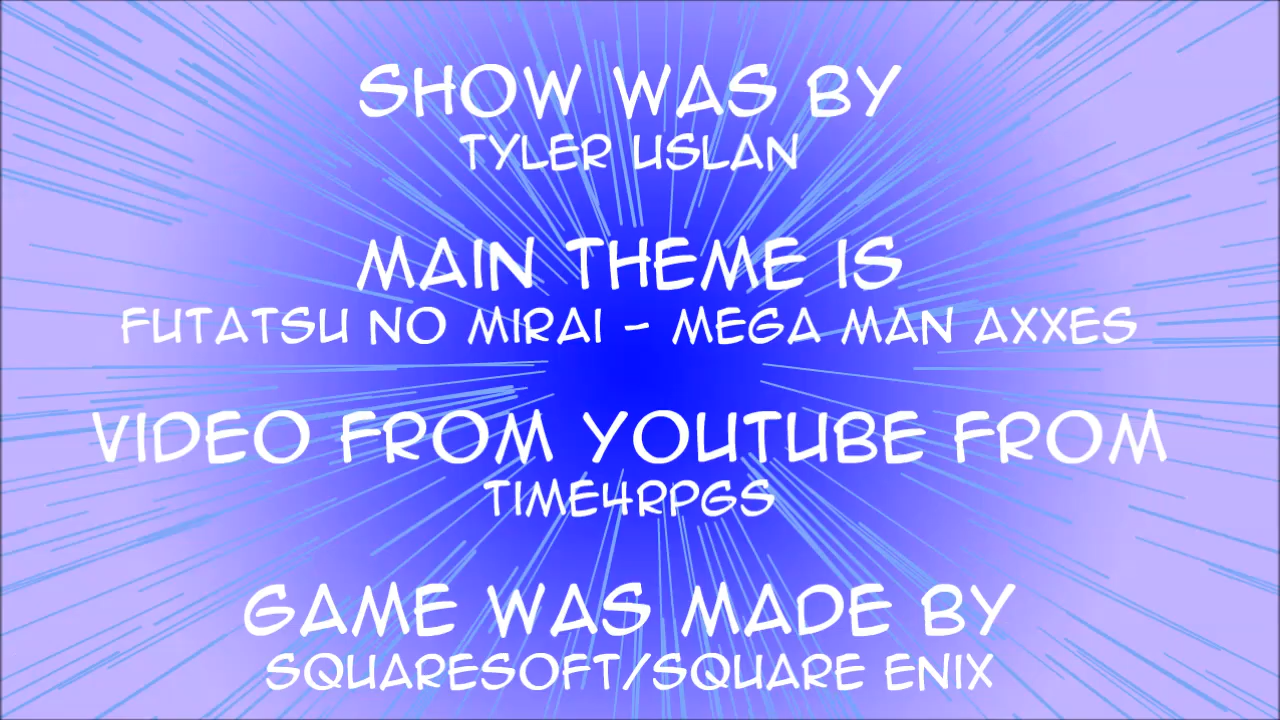 SHOW WAS BY
TYLER USLAN
MAIN THEME IS
FUTATSU NO MIRAI - MEGA MAN AXXES
VIDEO FROM YOUTUBE FROM
TIME4RPGS
GAME WAS MADE BY
SQUARESOFT/SQUARE ENIX